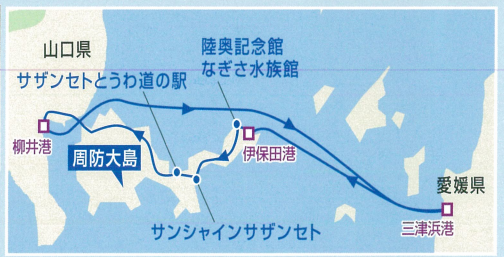 山口県
陸奥記念館
なぎさ水族館
サザンセトとうわ道の駅
柳井港
周防大島
伊保田港
愛媛県
三津浜港
サンシャインサザンセト